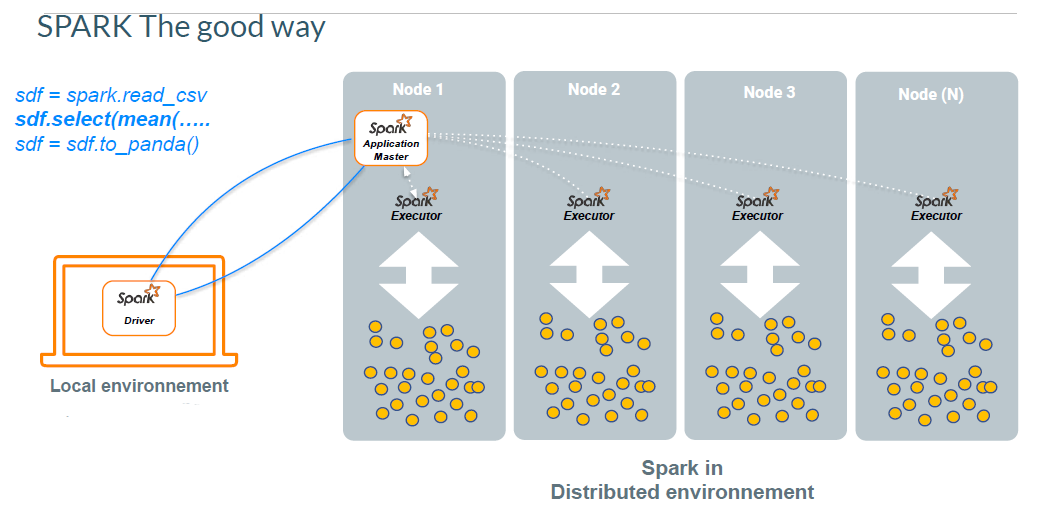 SPARK The good way
sdf = spark.read_csv
sdf.select(mean(.....
sdf = sdf.to_panda()
Node 1
Node 2
Node 3
Node (N)
Spark
Application
Master
Spark
Executor
Spark
Executor
Spark
Executor
Spark
Executor
Spark
Driver
Local environnement
Spark in
Distributed environnement